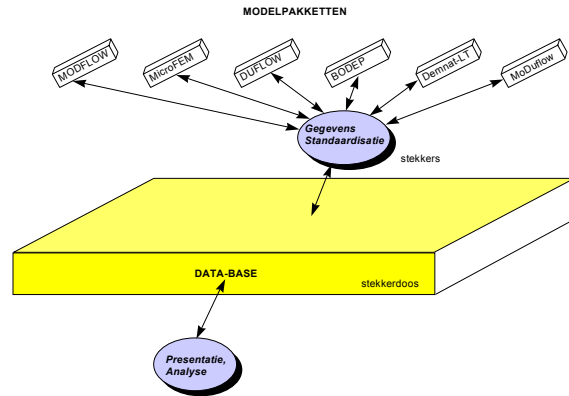 MODELPAKKETTEN
MODFLOW
MicroFEM
DUFLOW
BODEP
Demnat-LT
MoDuflow
Gegevens
Standaardisatie
stekkers
DATA-BASE
stekkerdoos
Presentatie,
Analyse